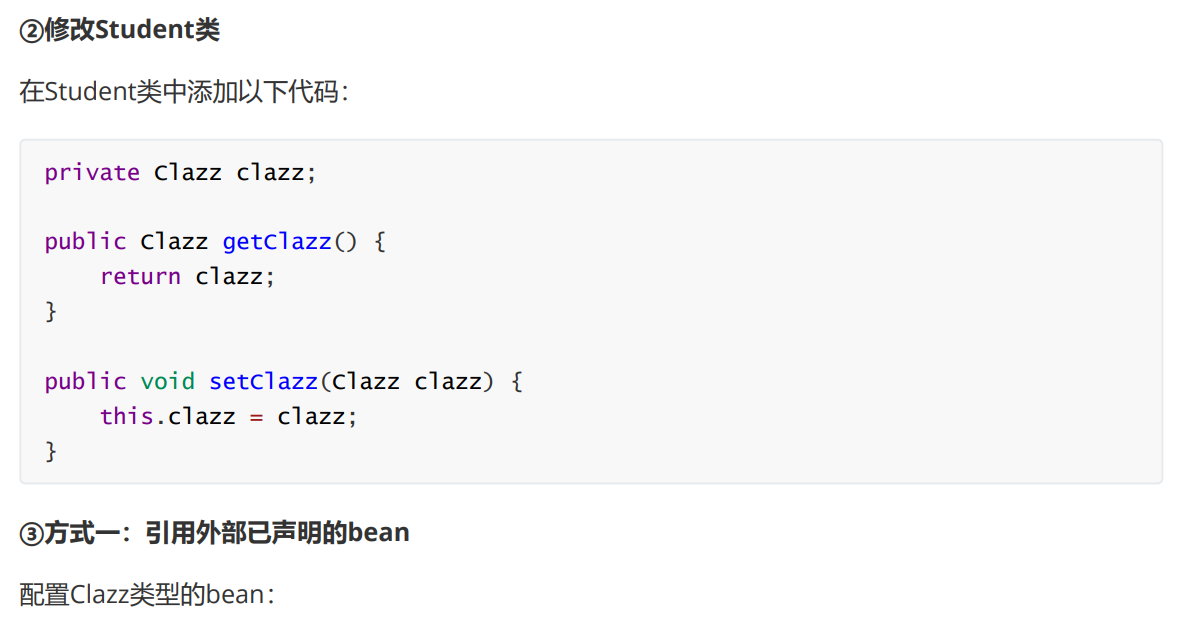 ②修改Student类
在Student类中添加以下代码：
private Clazz clazz;
public Clazz getClazz() {
    return clazz;
}
public void setClazz(Clazz clazz) {
    this.clazz = clazz;
}
③方式一：引用外部已声明的bean
配置Clazz类型的bean：